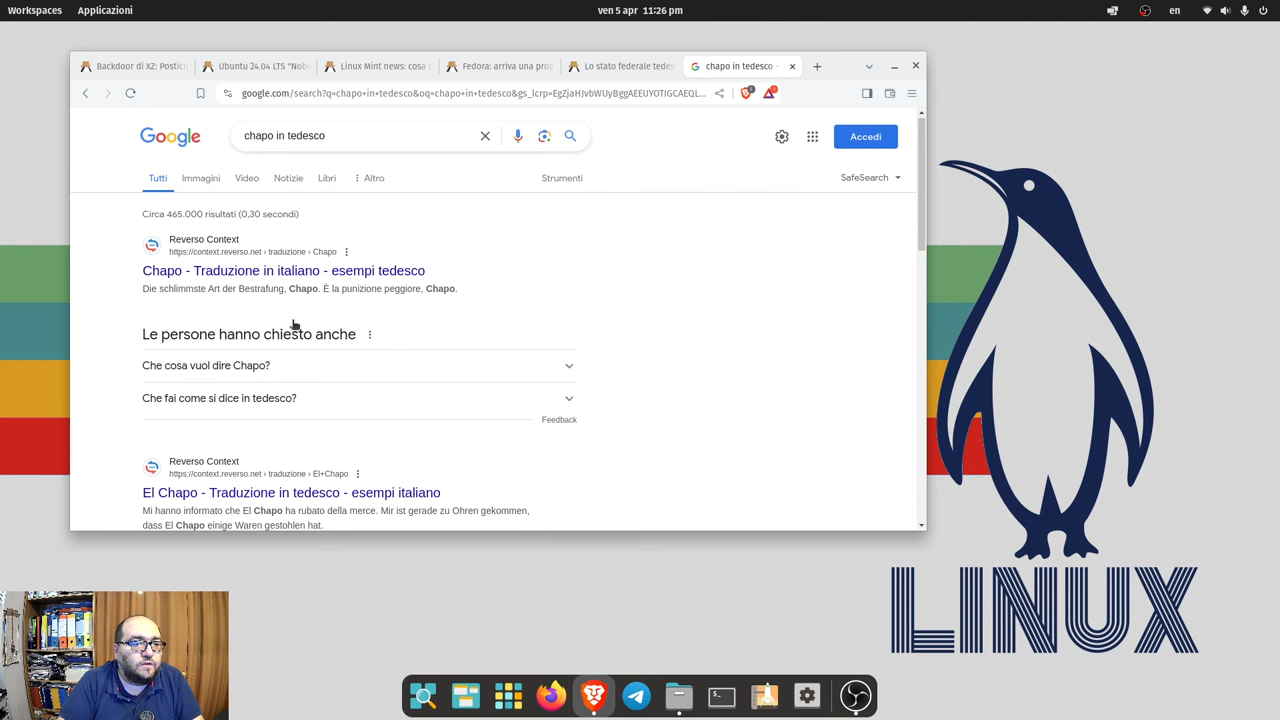 Workspaces Applicazioni ven 5 apr 11:26 pm en
Backdoor di XZ: Postici Ubuntu 24.04 LTS "Nobl Linux Mint news: cosa c Fedora: arriva una prop Lo stato federale tedes chapo in tedesco -
google.com/search?q=chapo+in+tedesco&oq=chapo+in+tedesco&gs_lcrp=EgZjaHJvbWUyBggAEEUYOTIGCAEQL...
Google chapo in tedesco Accedi
Tutti Immagini Video Notizie Libri Altro Strumenti SafeSearch
Circa 465.000 risultati (0,30 secondi)
Reverso Context
https://context.reverso.net › traduzione › Chapo
Chapo - Traduzione in italiano - esempi tedesco
Die schlimmste Art der Bestrafung, Chapo. È la punizione peggiore, Chapo.
Le persone hanno chiesto anche
Che cosa vuol dire Chapo?
Che fai come si dice in tedesco?
Feedback
Reverso Context
https://context.reverso.net › traduzione › El+Chapo
El Chapo - Traduzione in tedesco - esempi italiano
Mi hanno informato che El Chapo ha rubato della merce. Mir ist gerade zu Ohren gekommen,
dass El Chapo einige Waren gestohlen hat.
LINUX